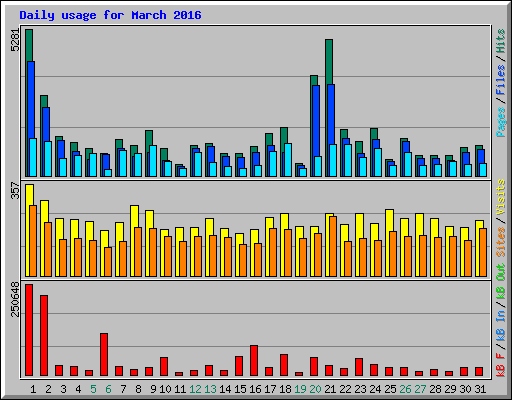 Daily usage for March 2016
5281
Pages / Files / Hits
357
Sites / Visits
250648
kB F / kB In / kB Out
1 2 3 4 5 6 7 8 9 10 11 12 13 14 15 16 17 18 19 20 21 22 23 24 25 26 27 28 29 30 31